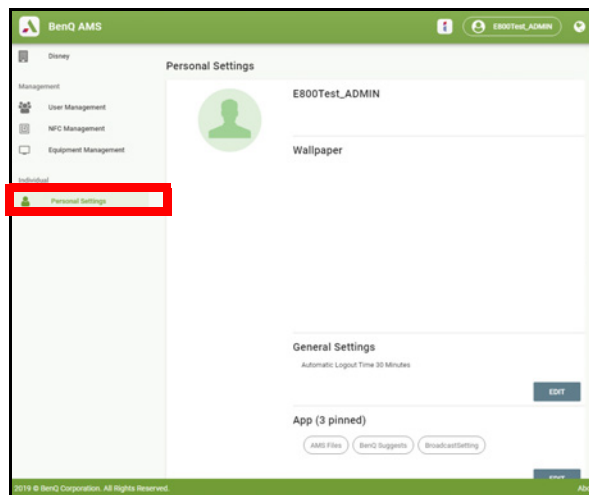 BenQ AMS
E800Test_ADMIN
Disney
Management
User Management
NFC Management
Equipment Management
Individual
Personal Settings
Personal Settings
E800Test_ADMIN
Wallpaper
General Settings
Automatic Logout Time 30 Minutes
EDIT
App (3 pinned)
AMS Files
BenQ Suggests
BroadcastSetting
EDIT
2019 © BenQ Corporation. All Rights Reserved.
Abo